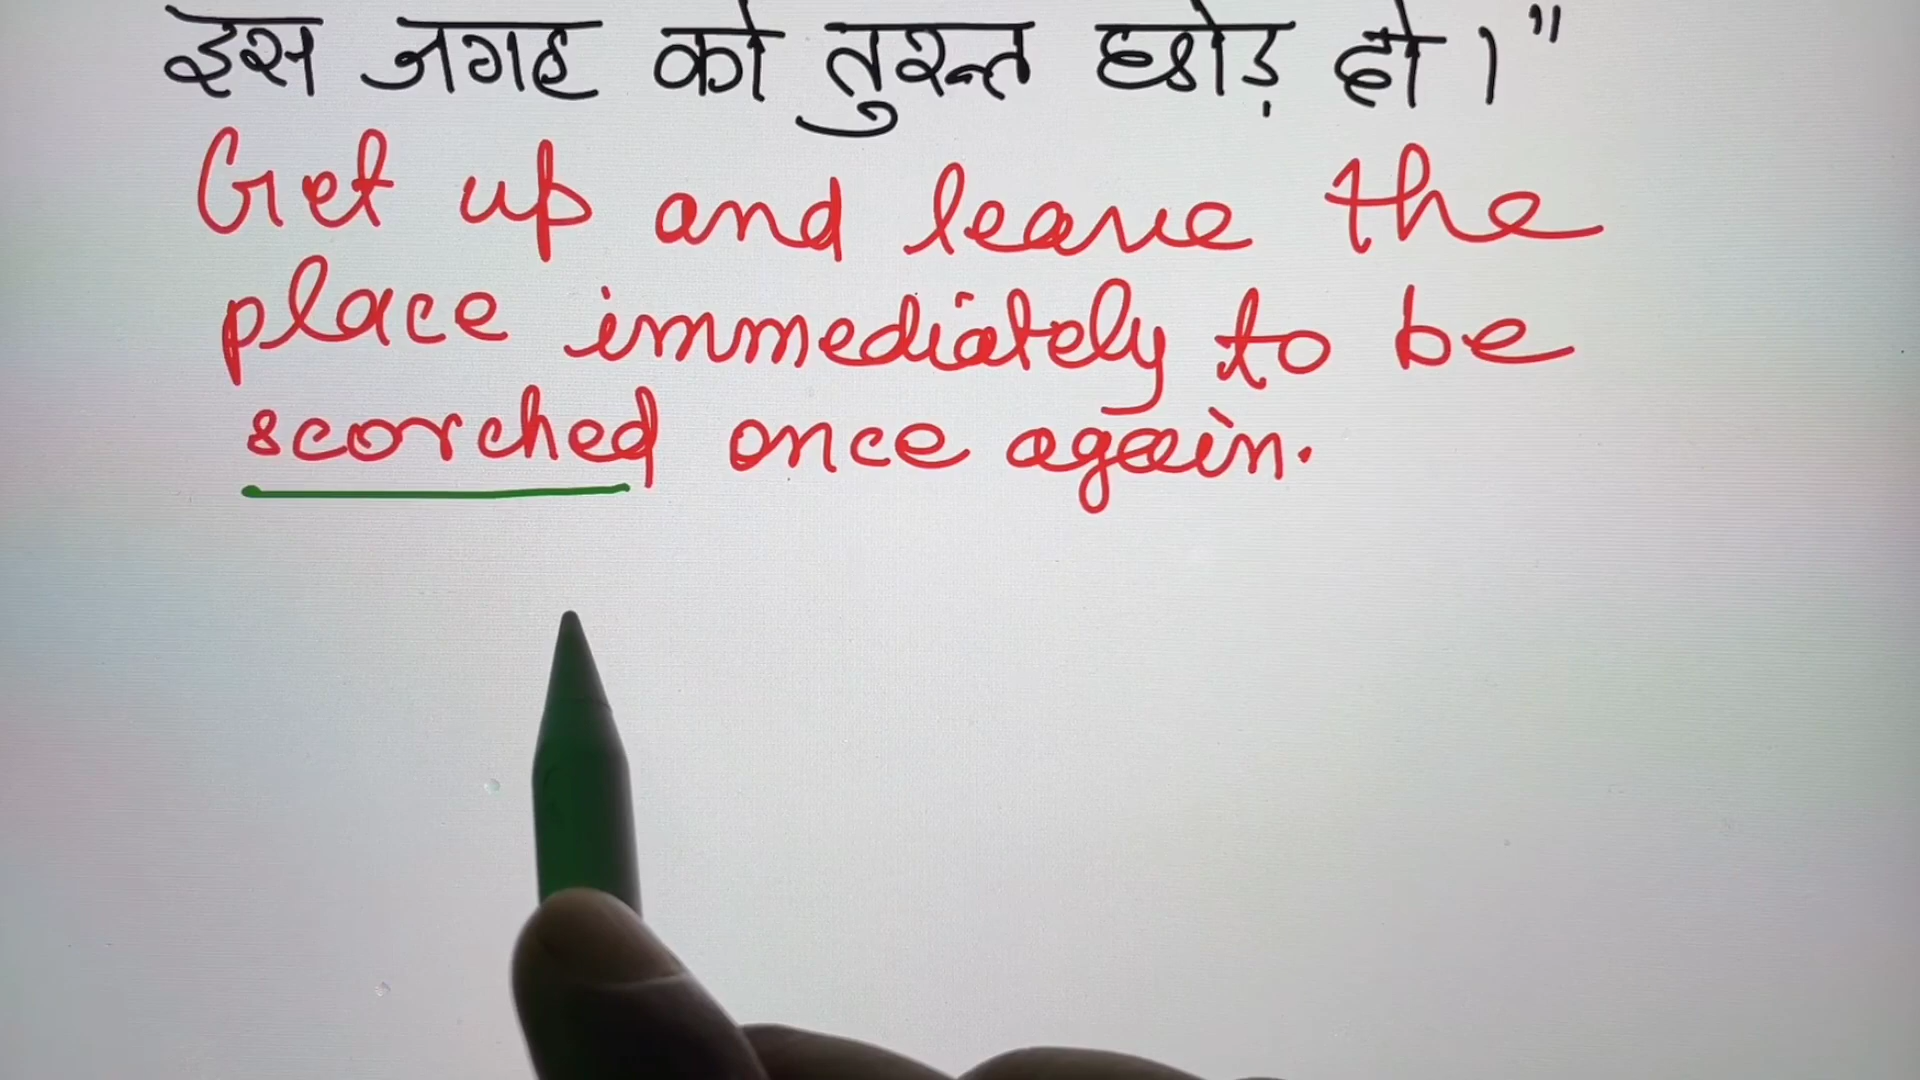 इस जगह को तुरन्त छोड़ दो।"
Get up and leave the
place immediately to be
scorched once again.